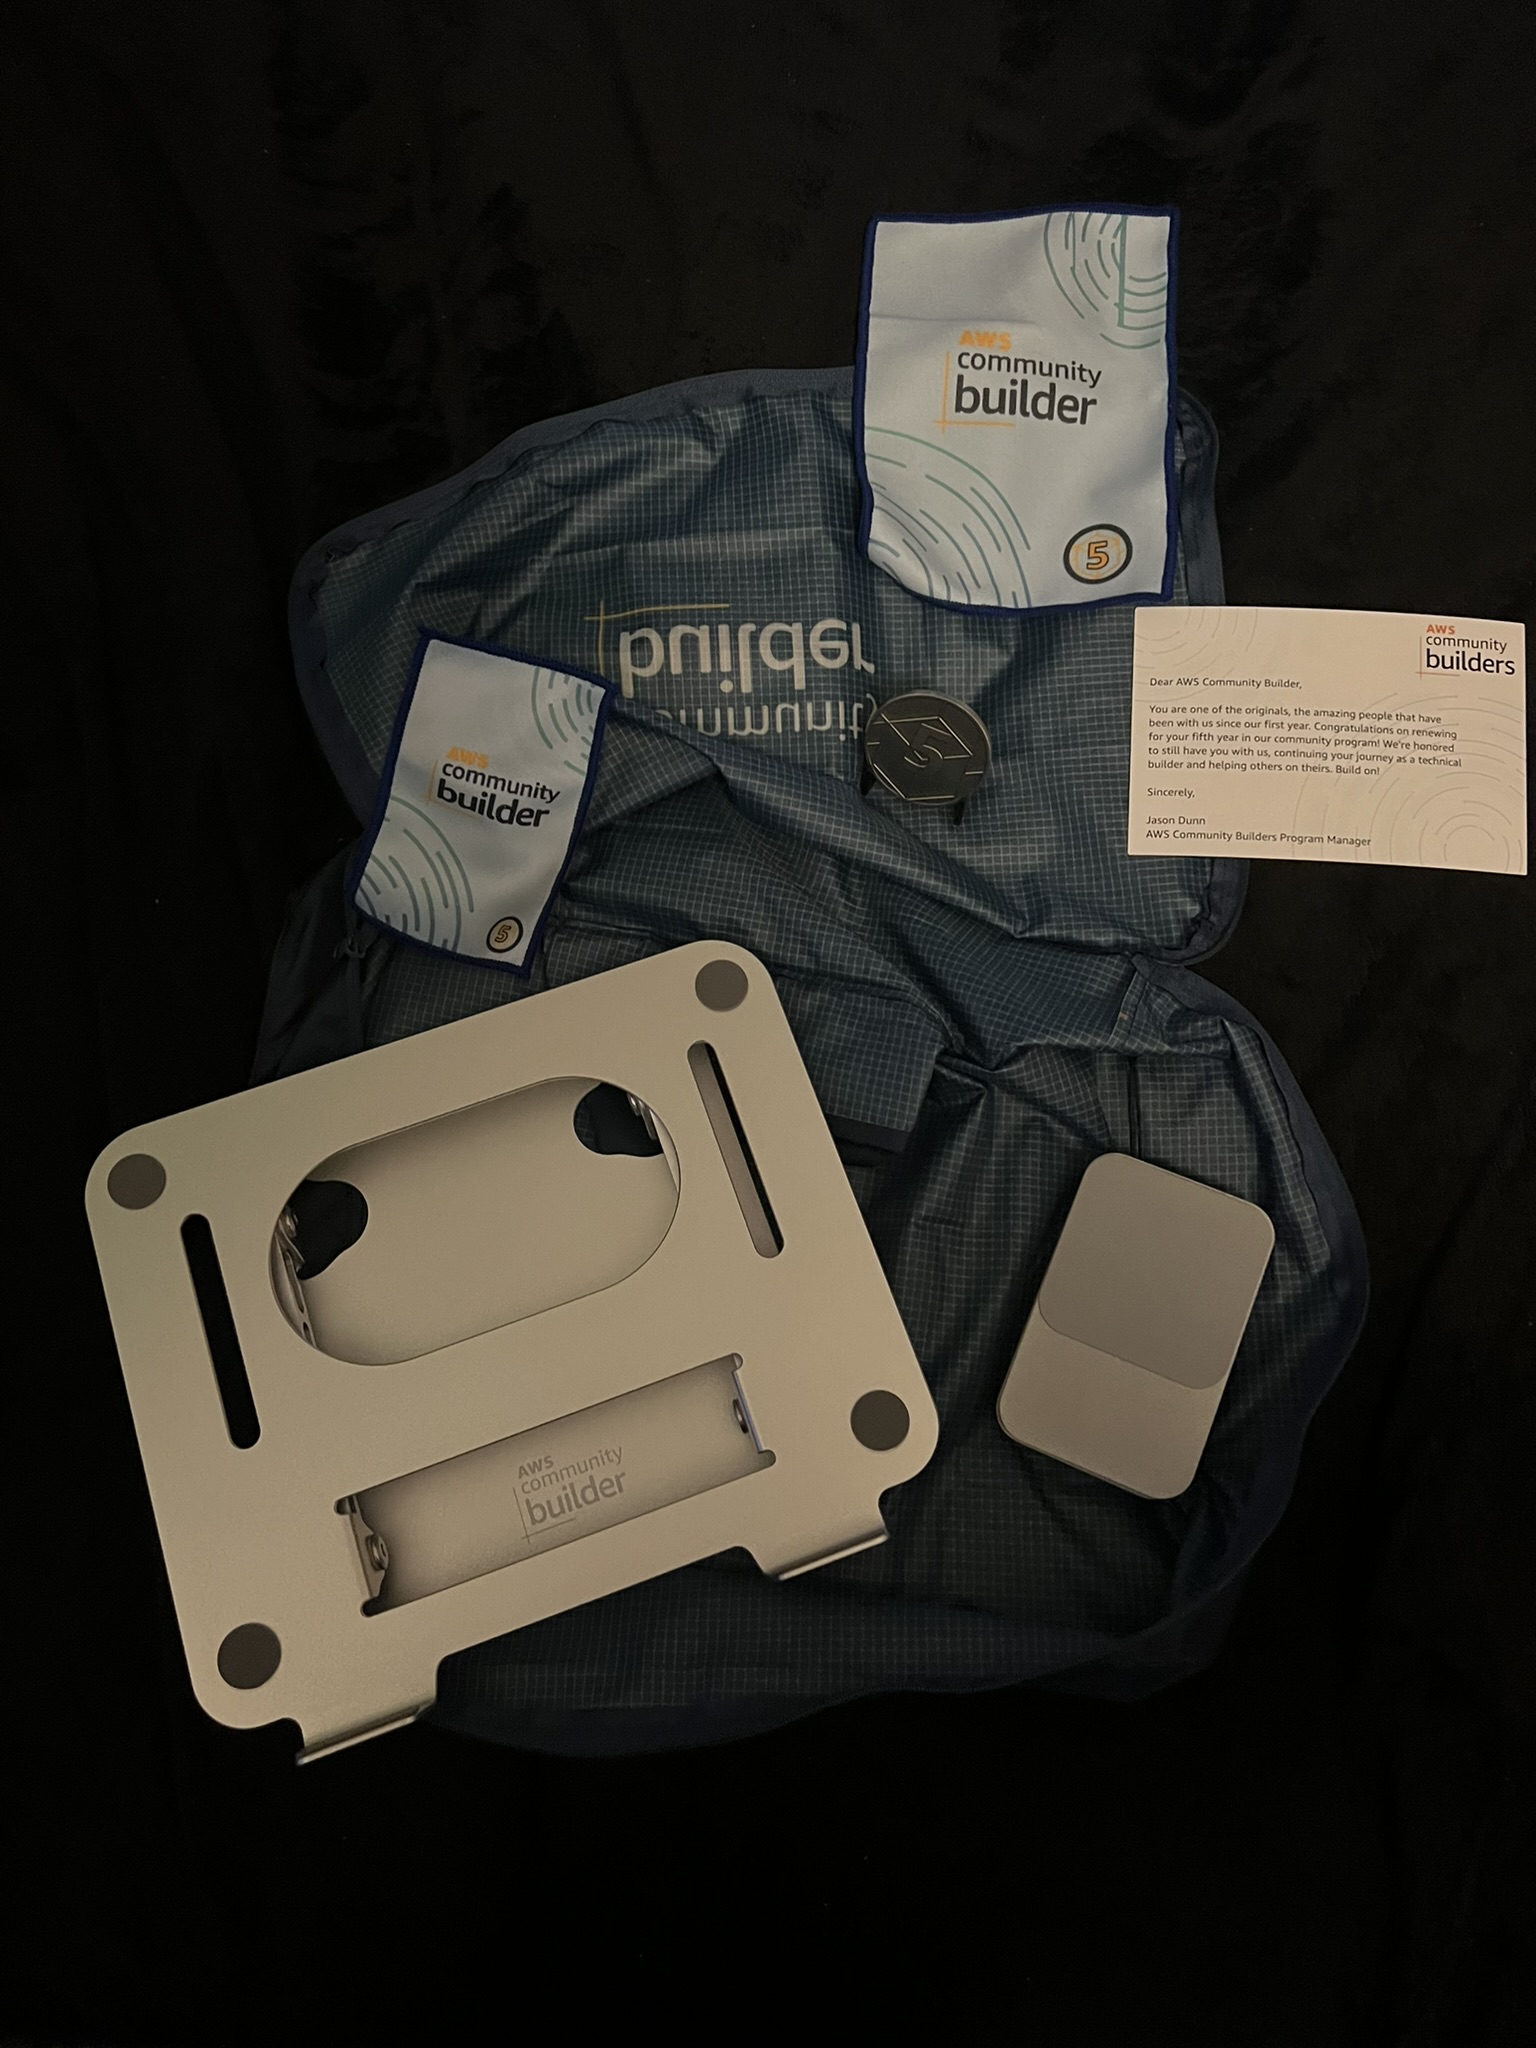 AWS
community
builder
5
AWS
community
builders
Dear AWS Community Builder,
You are one of the originals, the amazing people that have
been with us since our first year. Congratulations on renewing
for your fifth year in our community program! We're honored
to still have you with us, continuing your journey as a technical
builder and helping others on theirs. Build on!
Sincerely,
Jason Dunn
AWS Community Builders Program Manager
builder
5
AWS
community
builder
5
AWS
community
builder